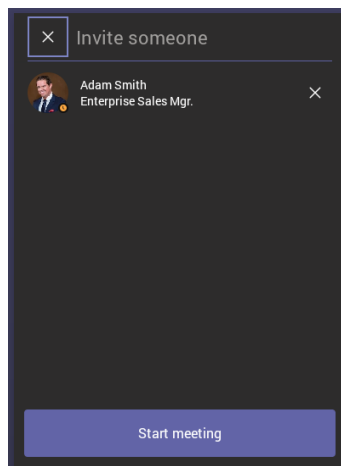 Invite someone
Adam Smith
Enterprise Sales Mgr.
Start meeting